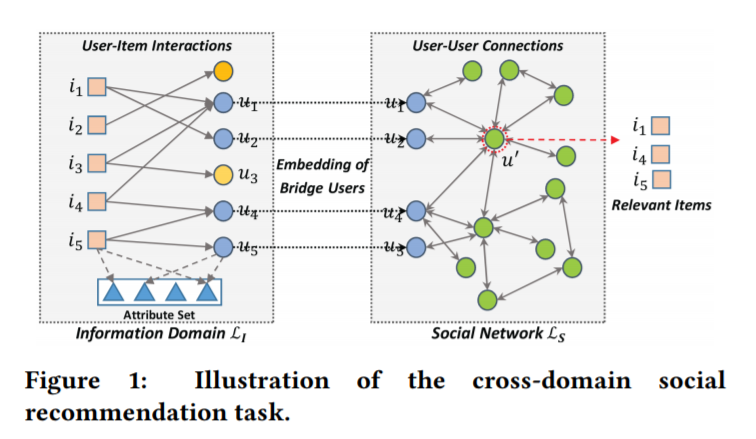 User-Item Interactions
i1
i2
i3
i4
i5
u1
u2
u3
u4
u5
Attribute Set
Information Domain ℒI
Embedding of
Bridge Users
User-User Connections
u1
u2
u4
u'
Social Network ℒS
i1
i4
i5
Relevant Items
Figure 1: Illustration of the cross-domain social
recommendation task.